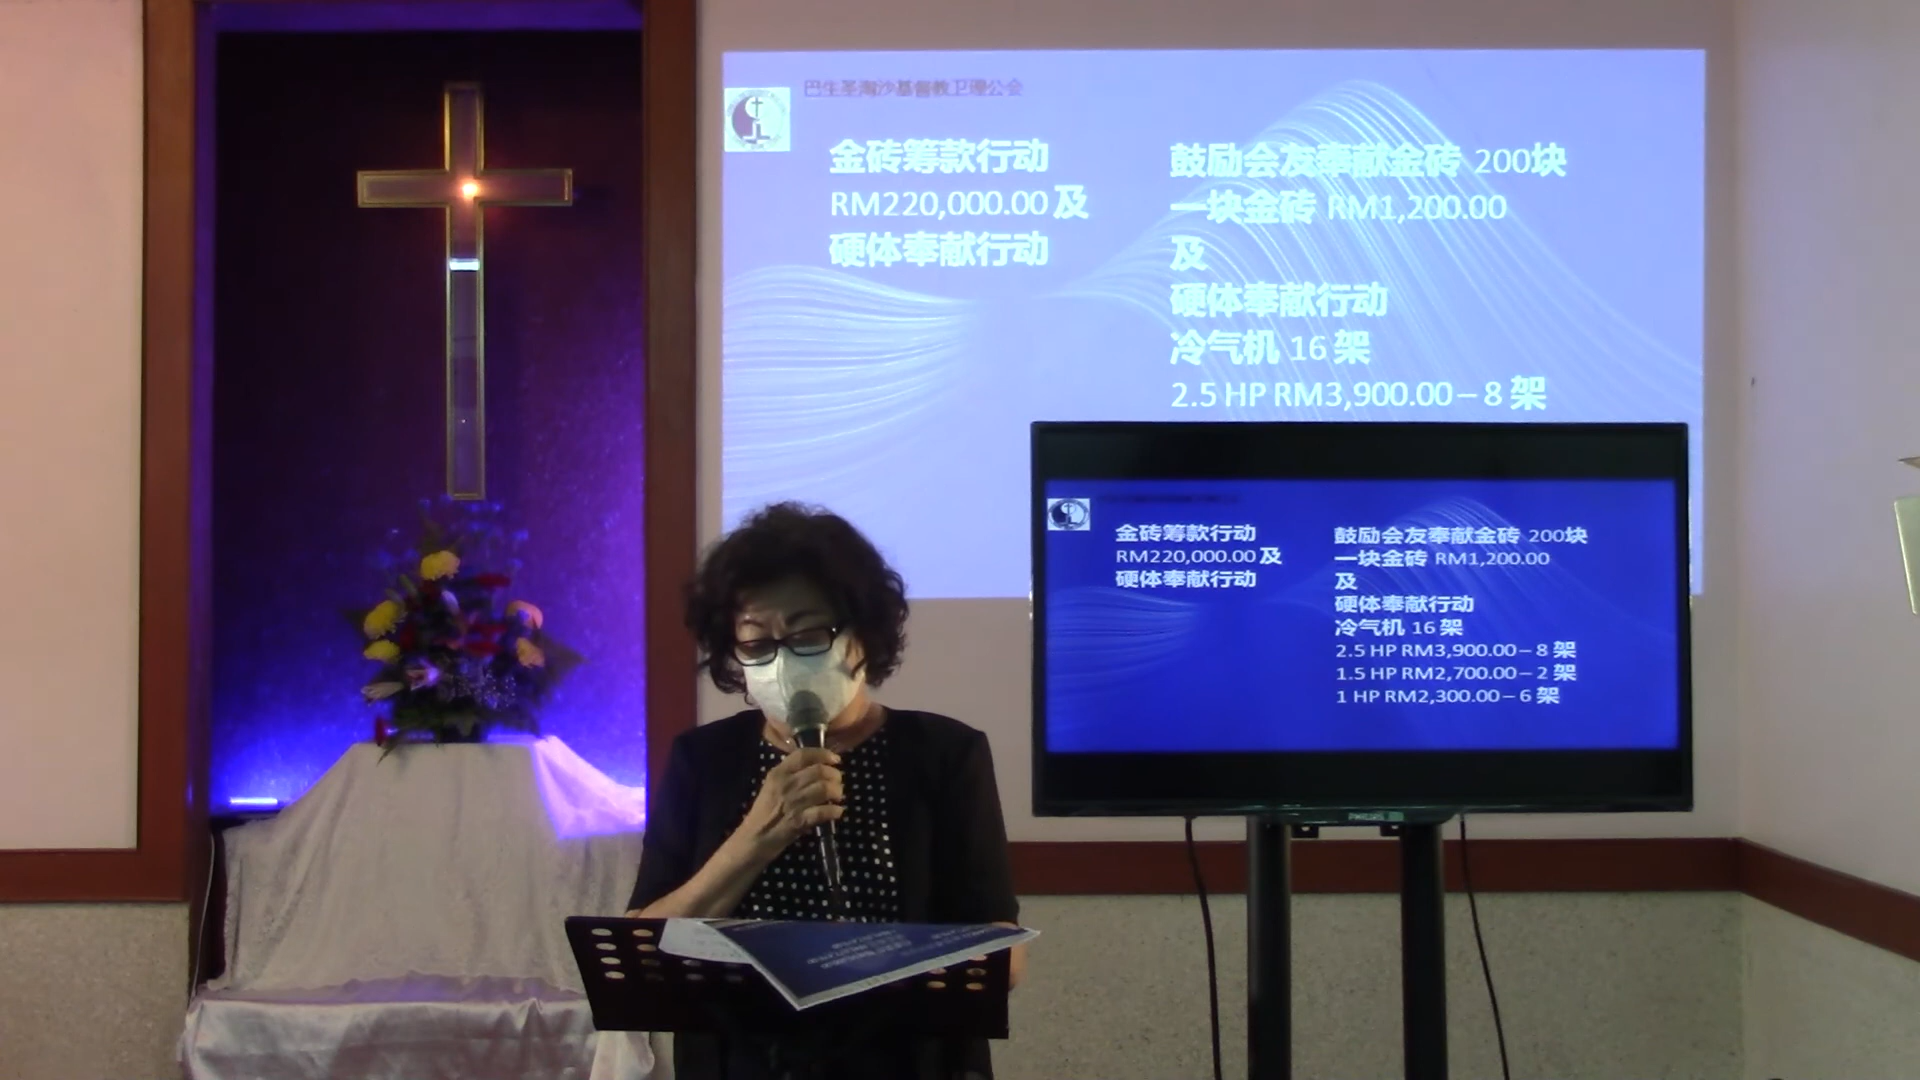 巴生圣淘沙基督教卫理公会
金砖筹款行动
RM220,000.00 及
硬体奉献行动
鼓励会友奉献金砖 200块
一块金砖 RM1,200.00
及
硬体奉献行动
冷气机 16 架
2.5 HP RM3,900.00 – 8 架
金砖筹款行动
RM220,000.00 及
硬体奉献行动
鼓励会友奉献金砖 200块
一块金砖 RM1,200.00
及
硬体奉献行动
冷气机 16 架
2.5 HP RM3,900.00 – 8 架
1.5 HP RM2,700.00 – 2 架
1 HP RM2,300.00 – 6 架
PHILIPS